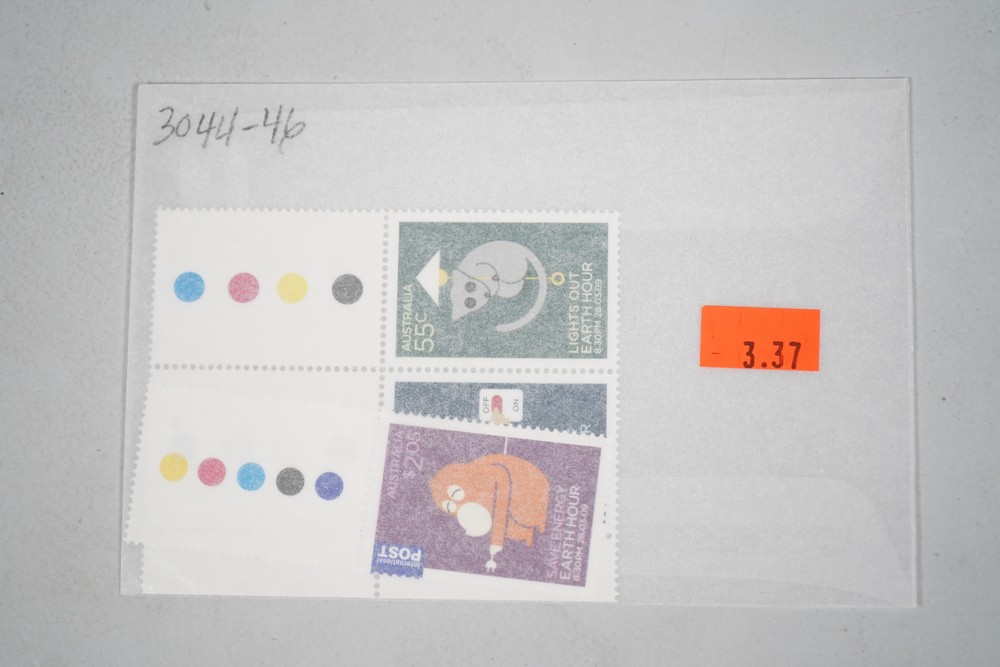 3044-46
AUSTRALIA
55c
LIGHTS OUT
EARTH HOUR
8:30PM 28.03.09
3.37
OFF
ON
R
AUSTRALIA
$2.05
SAVE ENERGY
EARTH HOUR
8:30PM 28.03.09
International
POST